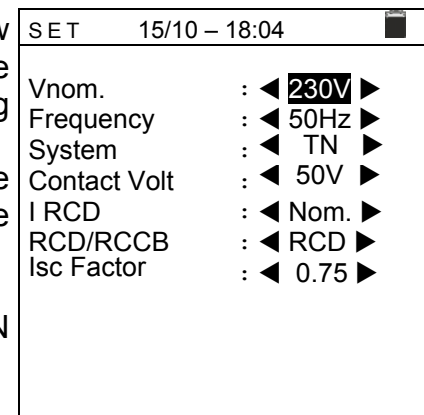 SET 15/10 – 18:04
Vnom. : ◀ 230V ▶
Frequency : ◀ 50Hz ▶
System : ◀ TN ▶
Contact Volt : ◀ 50V ▶
I RCD : ◀ Nom. ▶
RCD/RCCB : ◀ RCD ▶
Isc Factor : ◀ 0.75 ▶